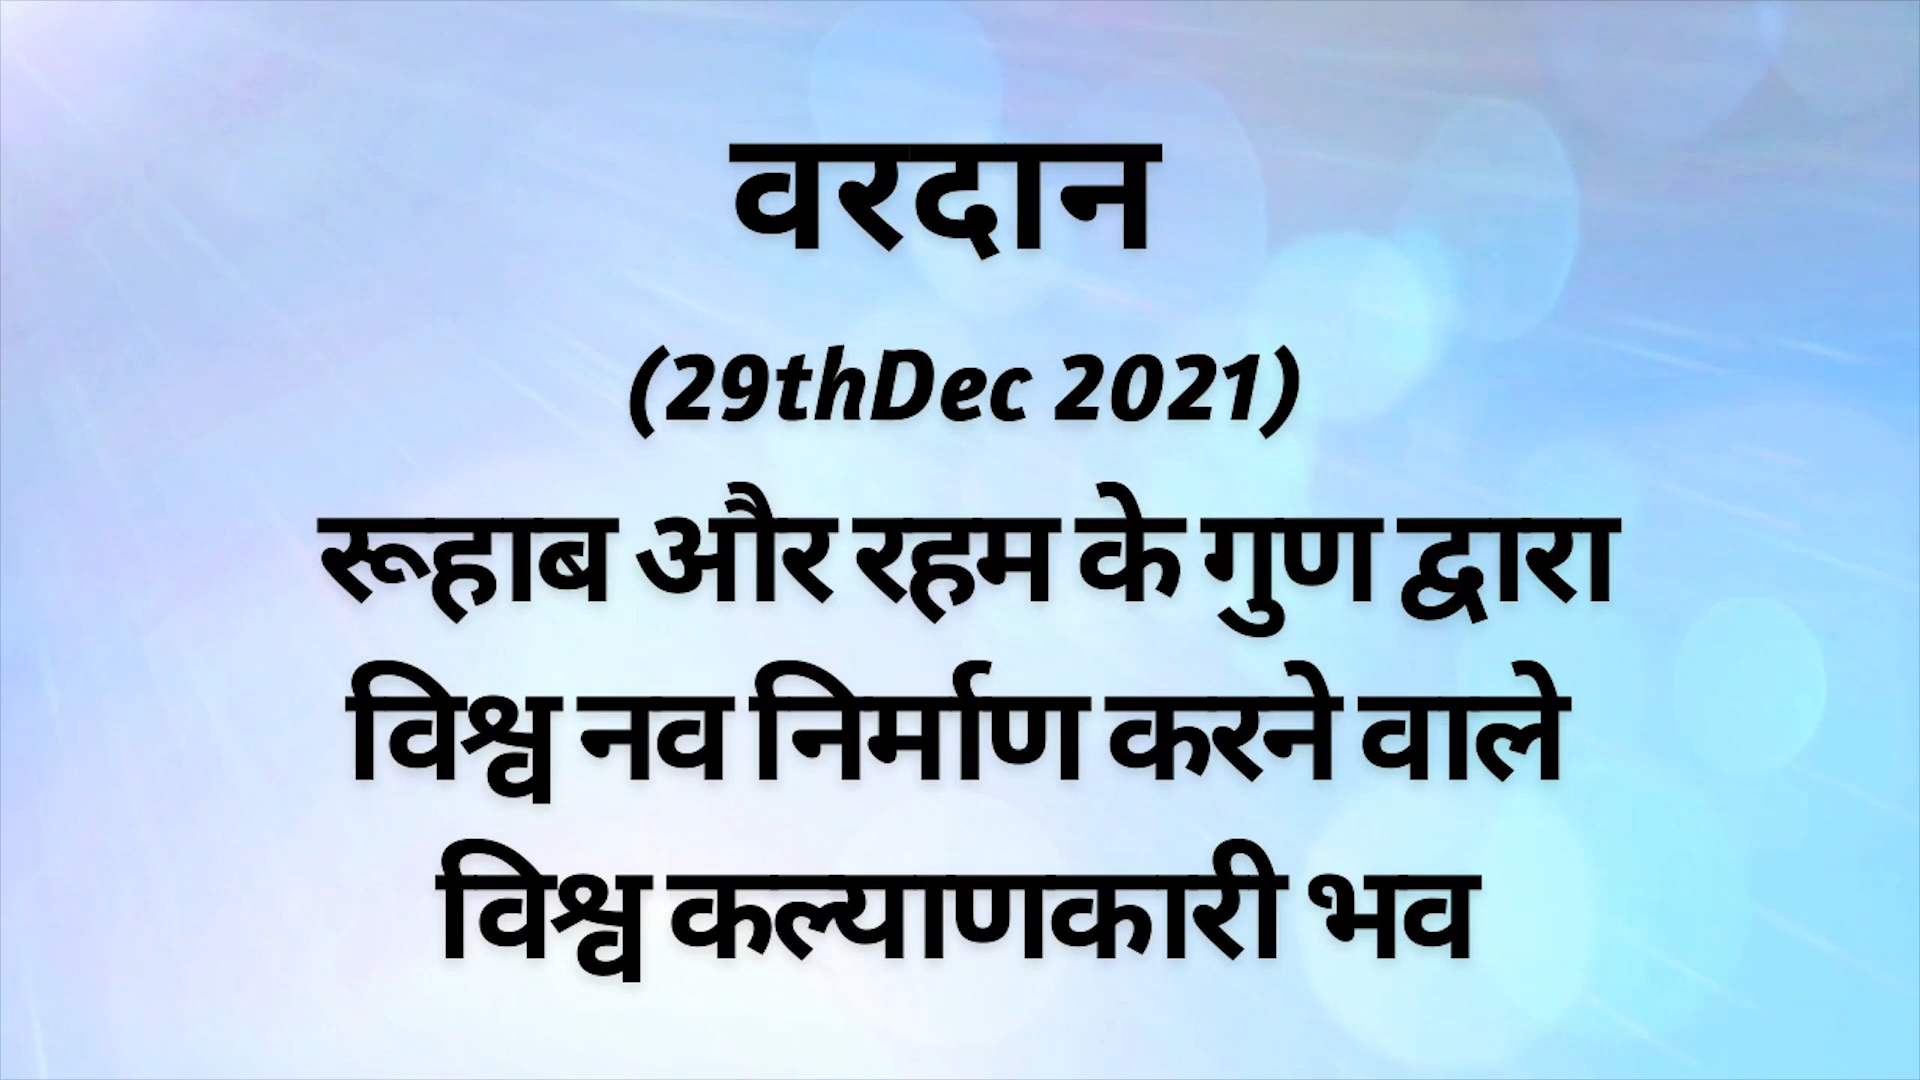 वरदान
(29thDec 2021)
रूहाब और रहम के गुण द्वारा
विश्व नव निर्माण करने वाले
विश्व कल्याणकारी भव